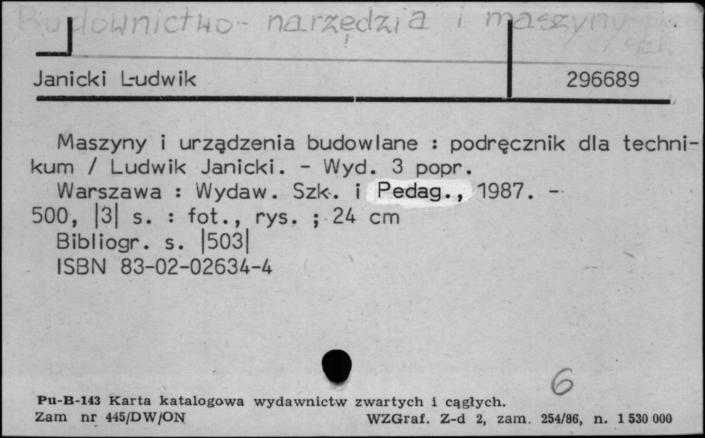 Budownictwo - narzędzia i maszyny
Janicki Ludwik 296689
Maszyny i urządzenia budowlane : podręcznik dla techni-
kum / Ludwik Janicki. - Wyd. 3 popr.
Warszawa : Wydaw. Szk. i Pedag., 1987. -
500, |3| s. : fot., rys. ; 24 cm
Bibliogr. s. |503|
ISBN 83-02-02634-4
6
Pu-B-143 Karta katalogowa wydawnictw zwartych i cągłych.
Zam nr 445/DW/ON WZGraf. Z-d 2, zam. 254/86, n. 1 530 000